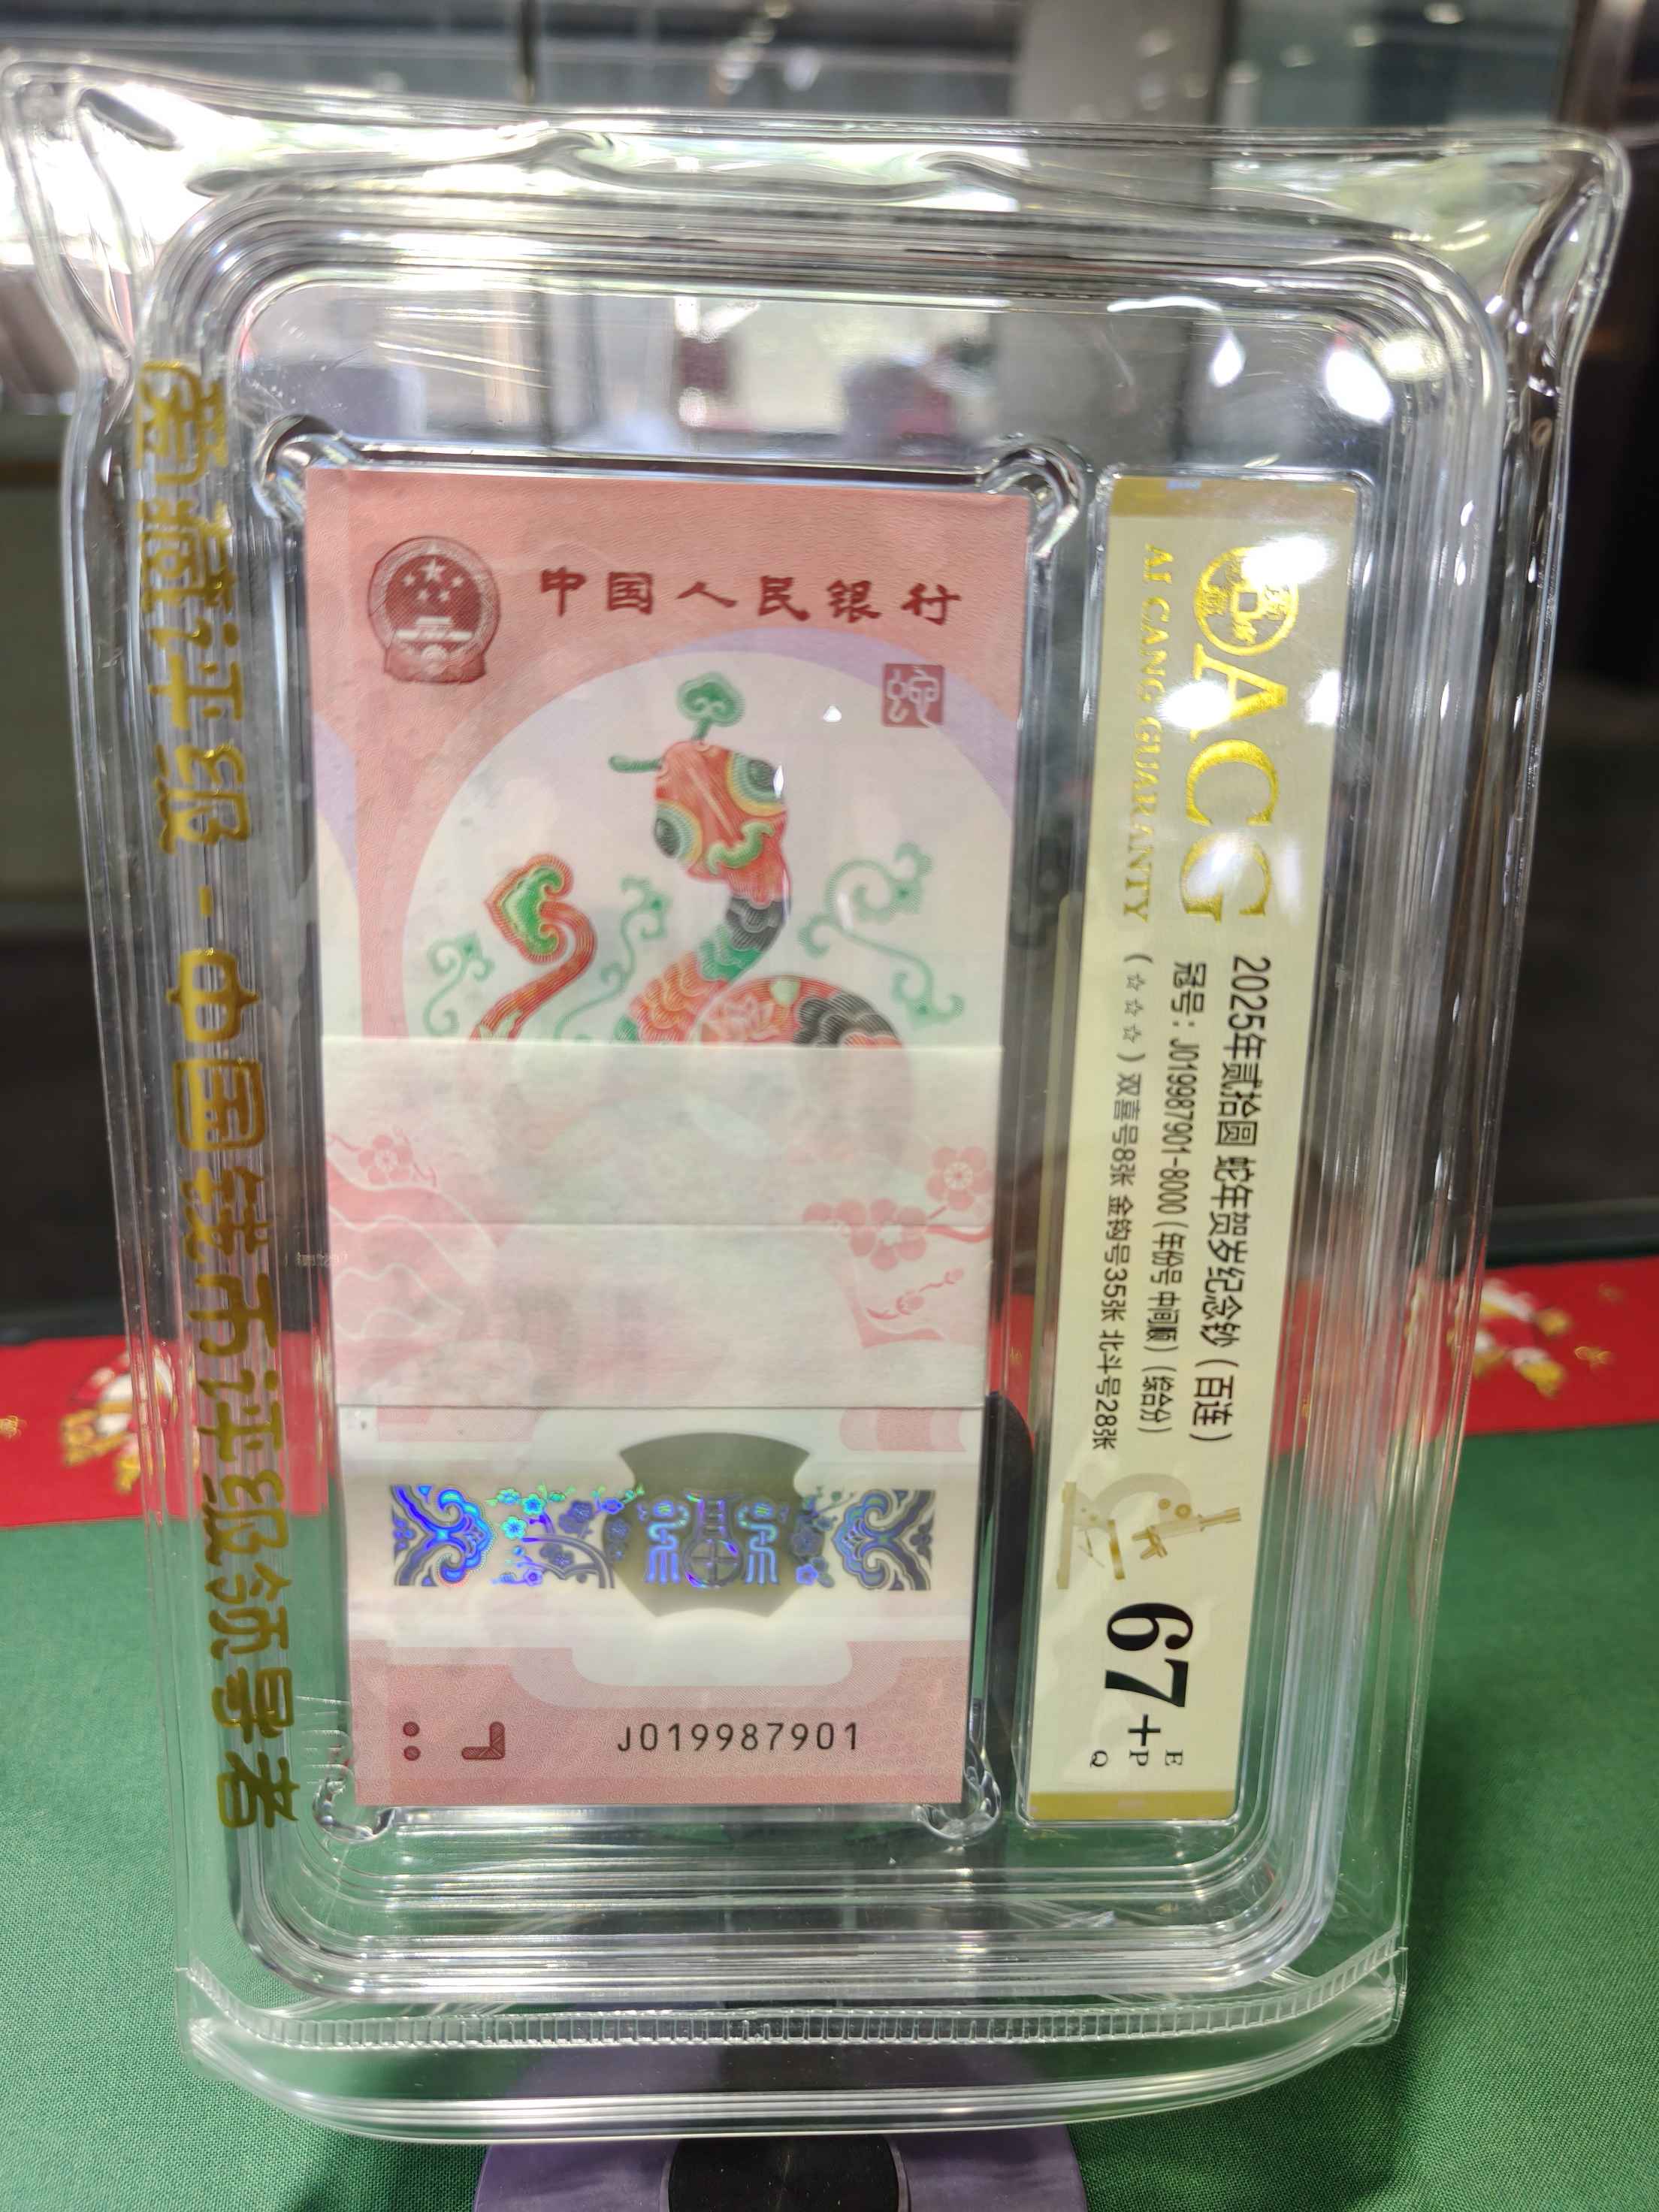 爱藏评级 - 中国钱币评级领导者
中国人民银行
J019987901
ACG
AI CANG GUARANTY
2025年贰拾圆 蛇年贺岁纪念钞（百连）
冠号：J019987901-8000 (年份号 中间顺) (综合分)
(☆☆☆) 双喜号8张 金钩号35张 北斗号28张
67+
E
P
Q